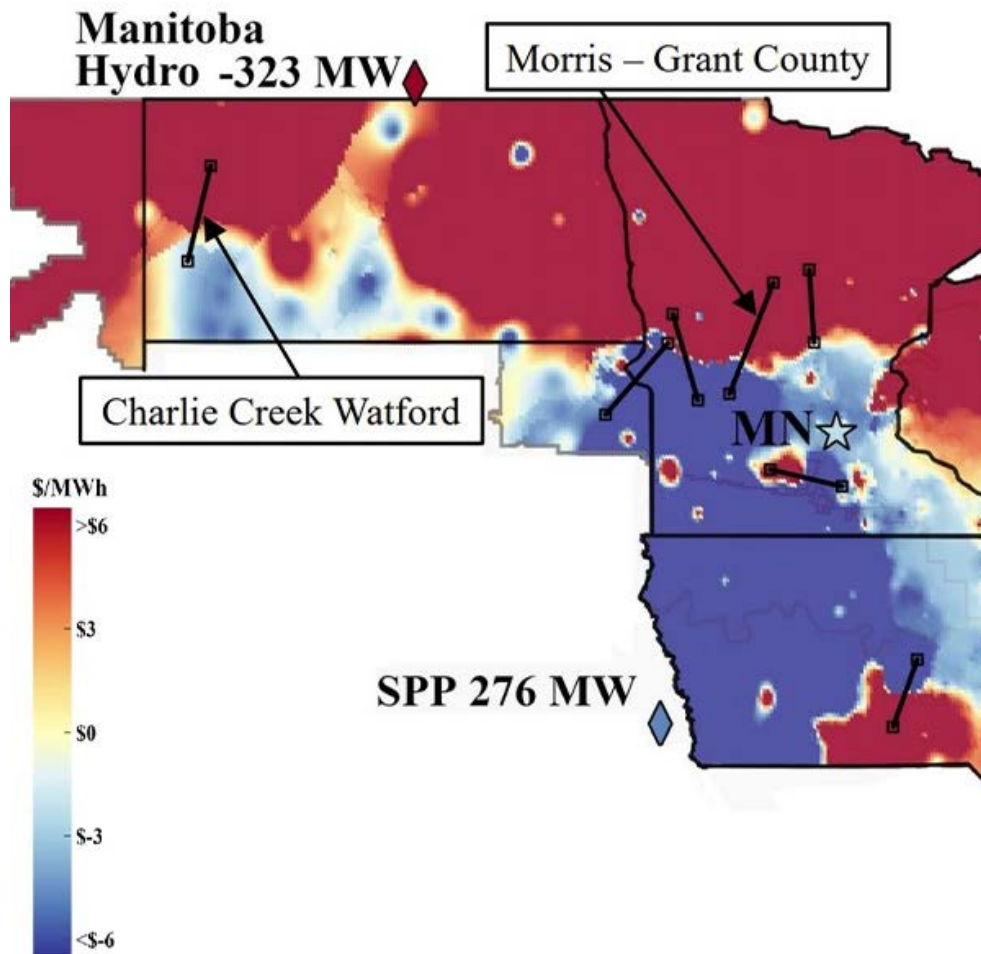 Manitoba
Hydro -323 MW
Morris – Grant County
Charlie Creek Watford
MN
$/MWh
>$6
$3
$0
$-3
<$-6
SPP 276 MW